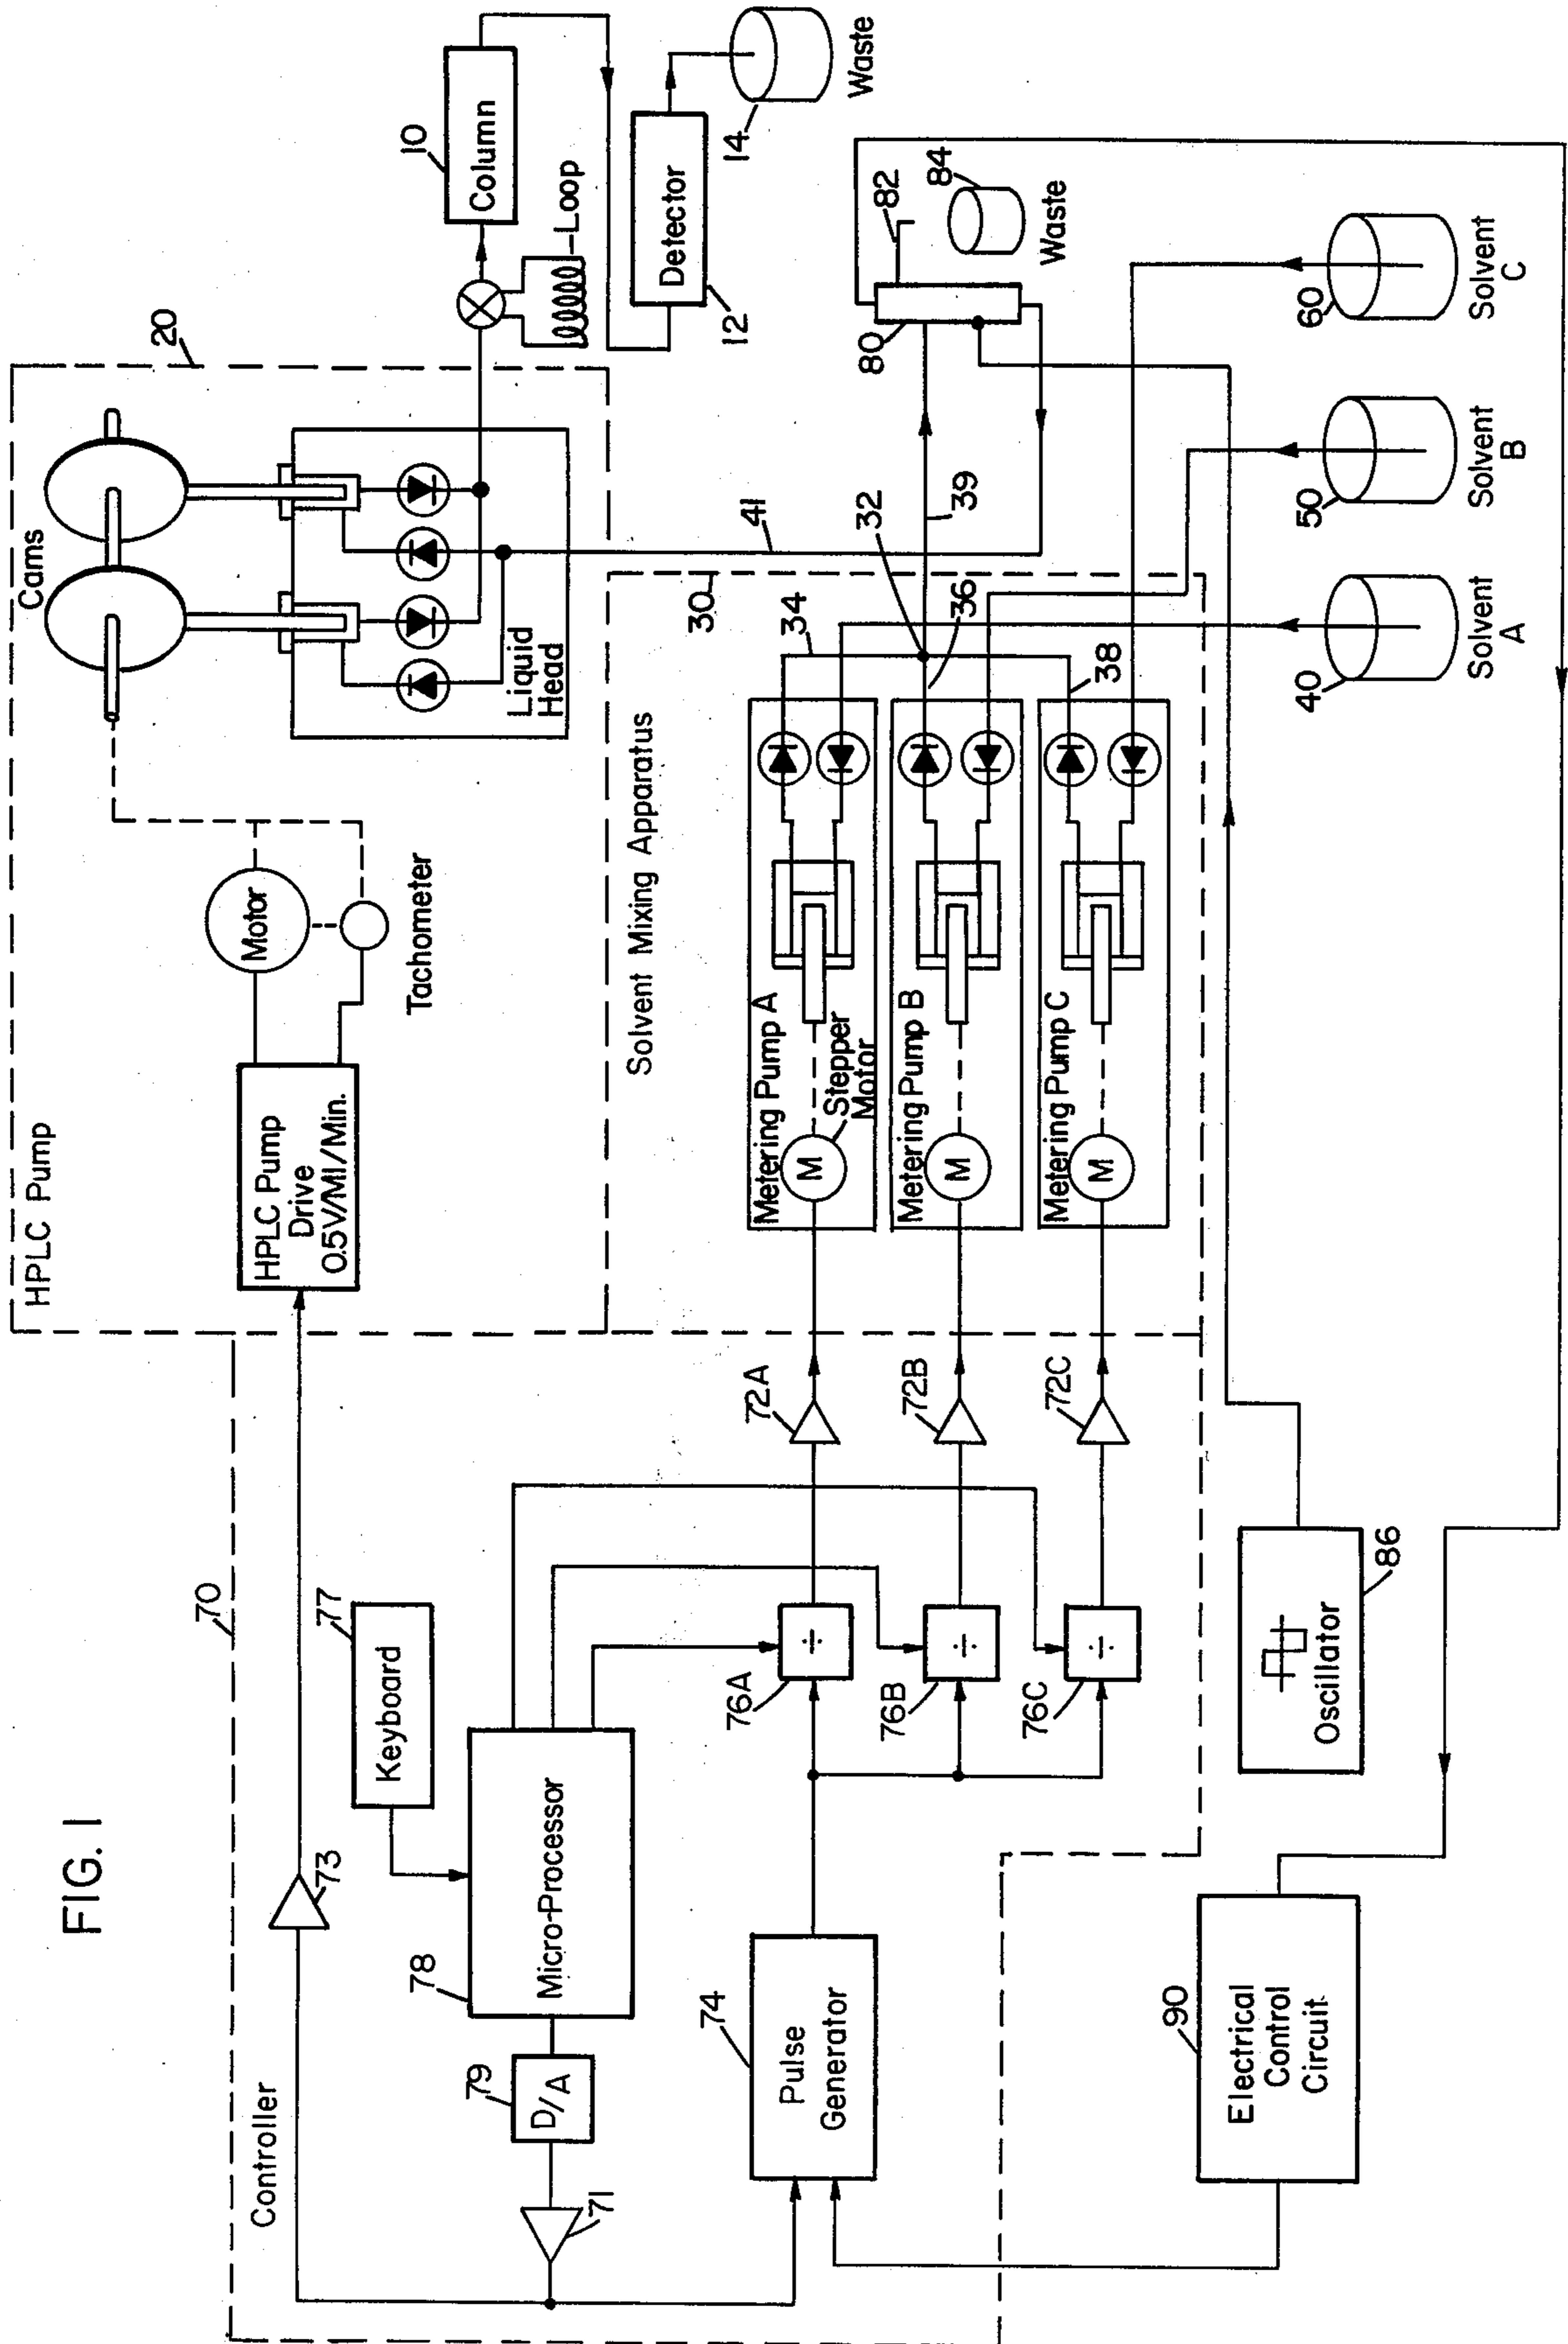 FIG. 1
HPLC Pump
20
Cams
HPLC Pump
Drive
0.5V/Ml/Min.
Motor
Tachometer
Liquid
Head
10
Column
Loop
Detector
12
14
Waste
70
Controller
73
77
Keyboard
78
Micro-Processor
79
D/A
71
74
Pulse
Generator
76A
÷
76B
÷
76C
÷
72A
72B
72C
Solvent Mixing Apparatus
30
Metering Pump A
M
Stepper
Motor
Metering Pump B
M
Metering Pump C
M
34
32
36
38
39
41
80
82
84
Waste
40
Solvent
A
50
Solvent
B
60
Solvent
C
Oscillator
86
90
Electrical
Control
Circuit